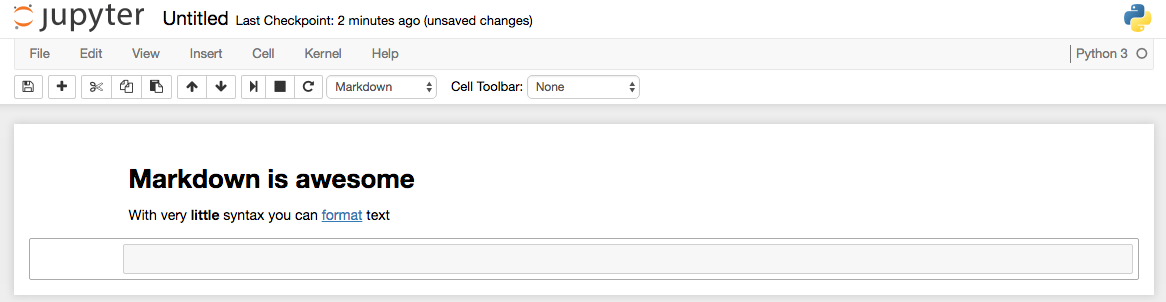 jupyter Untitled Last Checkpoint: 2 minutes ago (unsaved changes)
File Edit View Insert Cell Kernel Help Python 3
Markdown Cell Toolbar: None
Markdown is awesome
With very little syntax you can format text